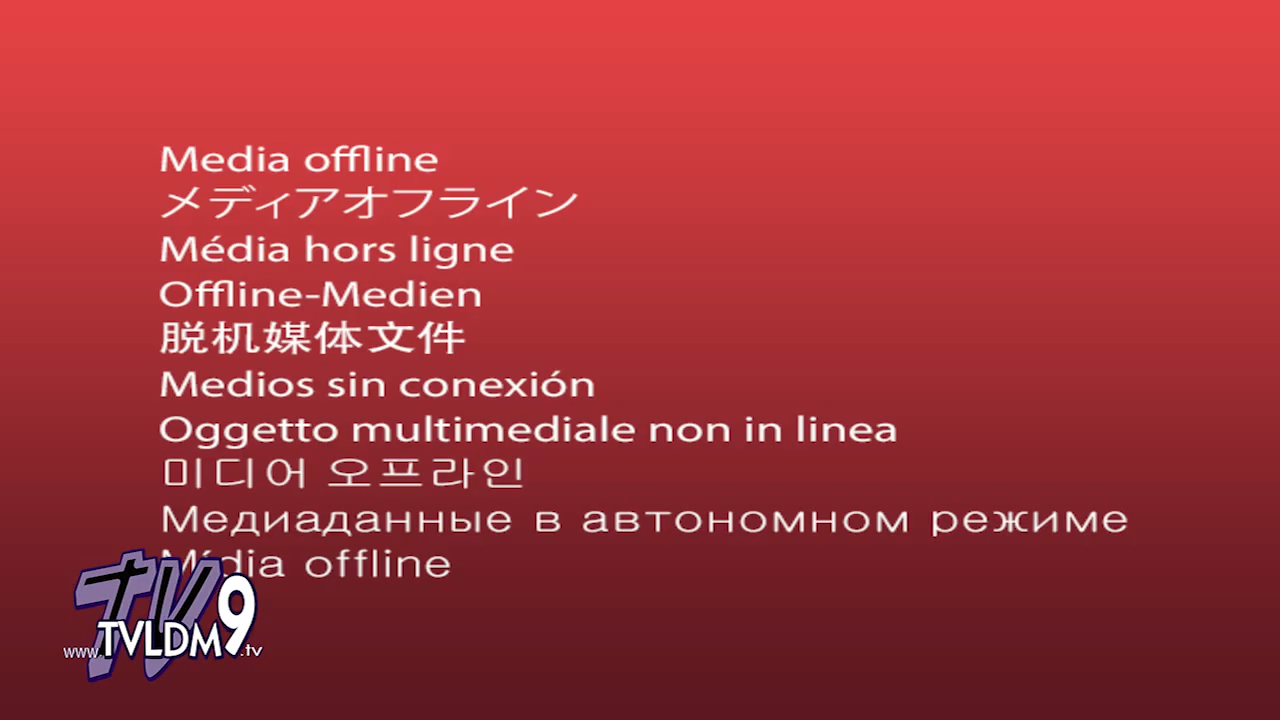 Media offline
メディアオフライン
Média hors ligne
Offline-Medien
脱机媒体文件
Medios sin conexión
Oggetto multimediale non in linea
미디어 오프라인
Медиаданные в автономном режиме
Mídia offline
TV9
www.TVLDM9.tv